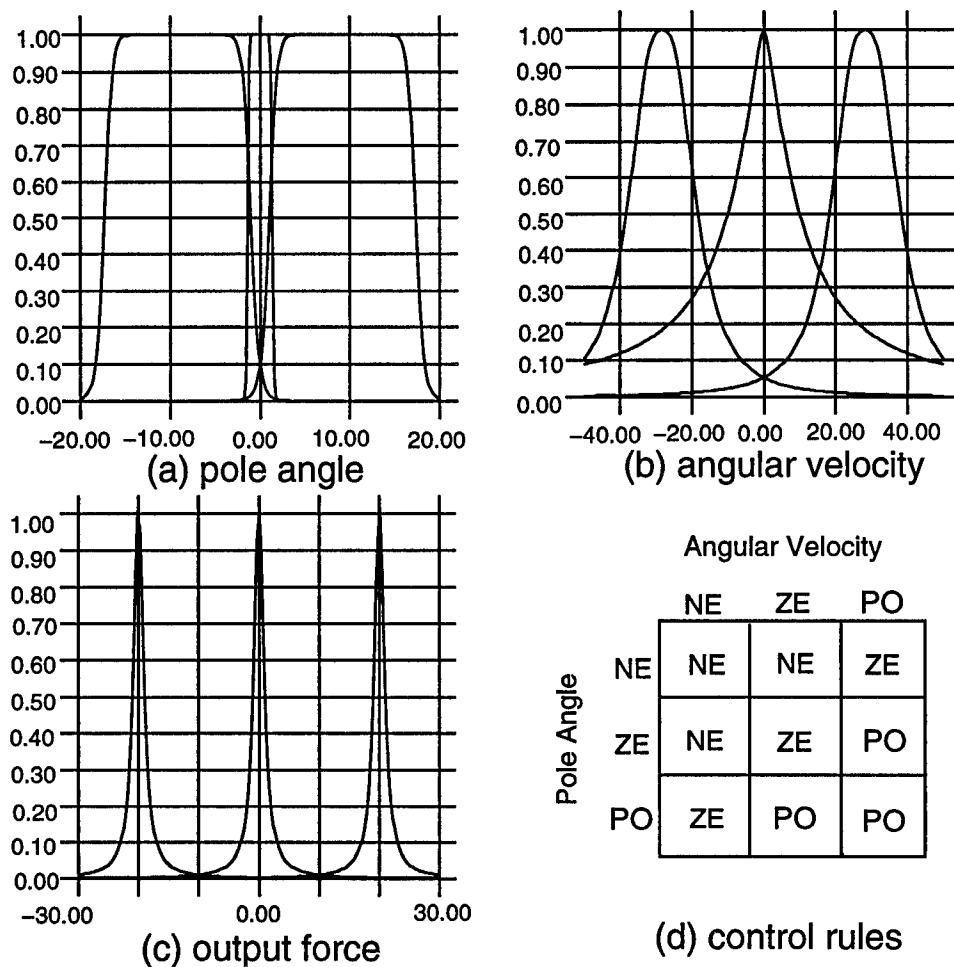 1.00
0.90
0.80
0.70
0.60
0.50
0.40
0.30
0.20
0.10
0.00
−20.00 −10.00 0.00 10.00 20.00
(a) pole angle
1.00
0.90
0.80
0.70
0.60
0.50
0.40
0.30
0.20
0.10
0.00
−40.00 −20.00 0.00 20.00 40.00
(b) angular velocity
1.00
0.90
0.80
0.70
0.60
0.50
0.40
0.30
0.20
0.10
0.00
−30.00 0.00 30.00
(c) output force
Angular Velocity
NE ZE PO
Pole Angle
NE NE NE ZE
ZE NE ZE PO
PO ZE PO PO
(d) control rules